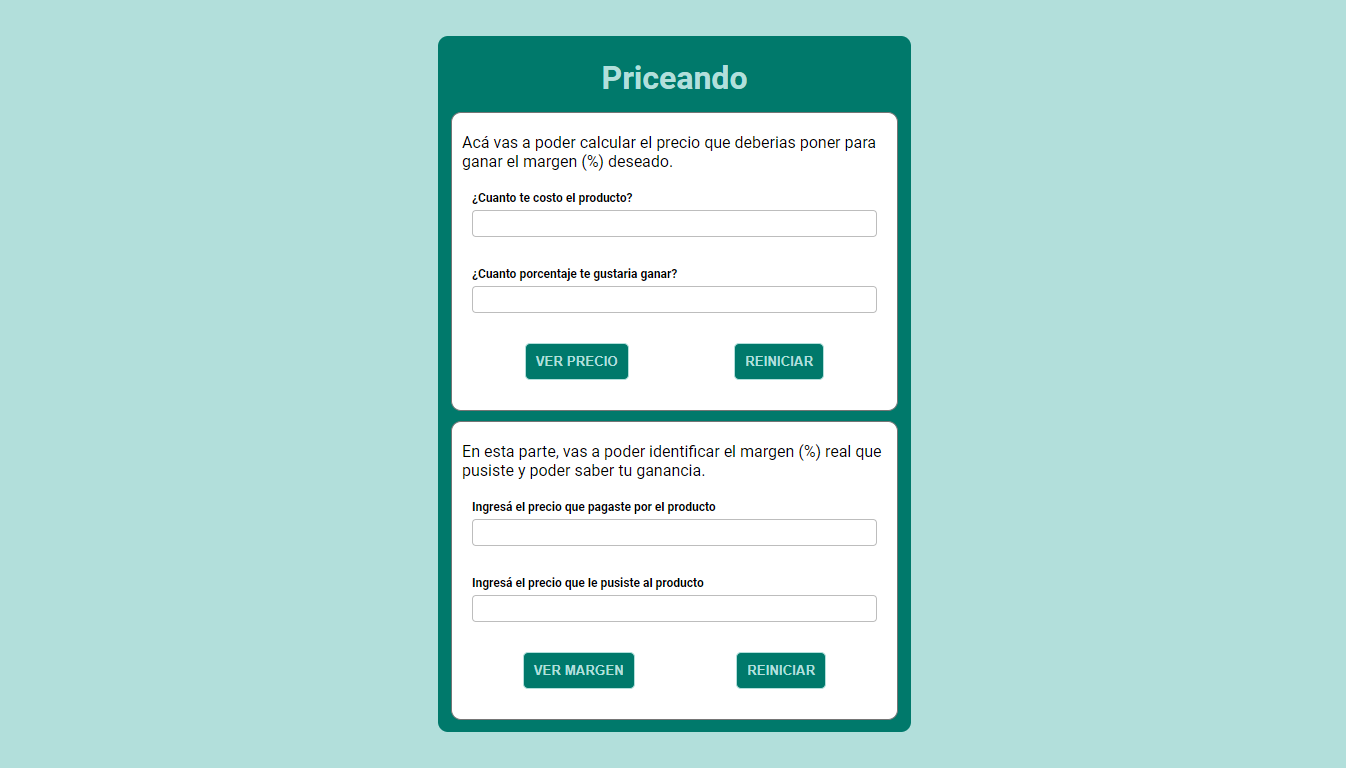 Priceando
Acá vas a poder calcular el precio que deberias poner para
ganar el margen (%) deseado.
¿Cuanto te costo el producto?
¿Cuanto porcentaje te gustaria ganar?
VER PRECIO REINICIAR
En esta parte, vas a poder identificar el margen (%) real que
pusiste y poder saber tu ganancia.
Ingresá el precio que pagaste por el producto
Ingresá el precio que le pusiste al producto
VER MARGEN REINICIAR